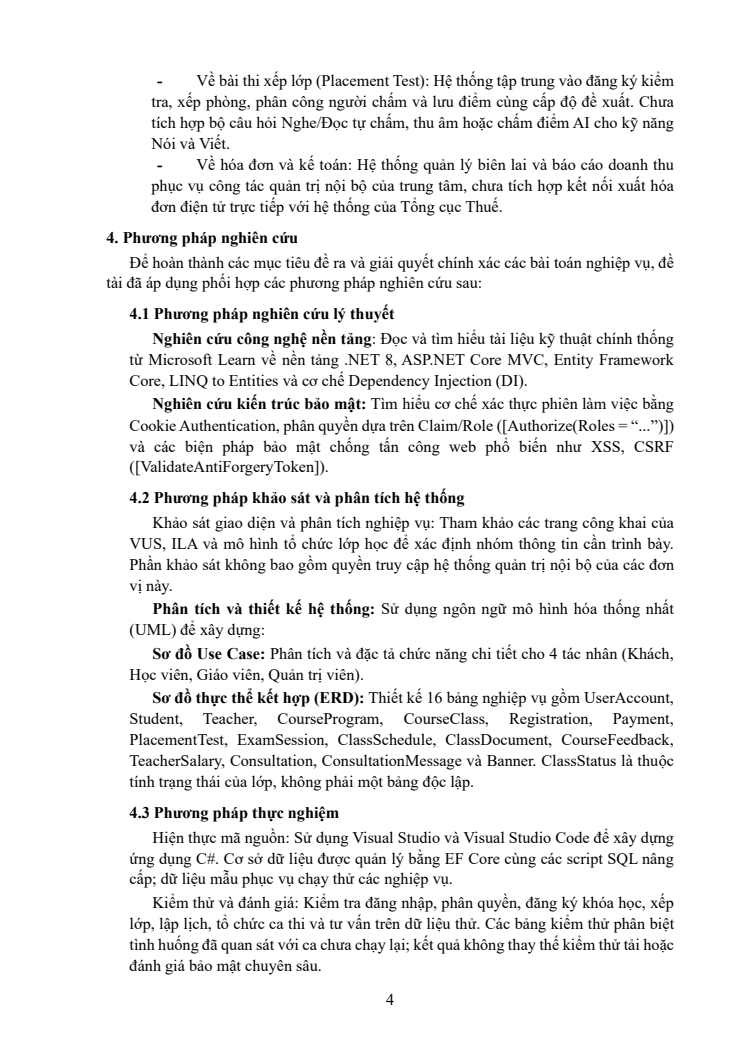 - Về bài thi xếp lớp (Placement Test): Hệ thống tập trung vào đăng ký kiểm
tra, xếp phòng, phân công người chấm và lưu điểm cùng cấp độ đề xuất. Chưa
tích hợp bộ câu hỏi Nghe/Đọc tự chấm, thu âm hoặc chấm điểm AI cho kỹ năng
Nói và Viết.
- Về hóa đơn và kế toán: Hệ thống quản lý biên lai và báo cáo doanh thu
phục vụ công tác quản trị nội bộ của trung tâm, chưa tích hợp kết nối xuất hóa
đơn điện tử trực tiếp với hệ thống của Tổng cục Thuế.
4. Phương pháp nghiên cứu
Để hoàn thành các mục tiêu đề ra và giải quyết chính xác các bài toán nghiệp vụ, đề
tài đã áp dụng phối hợp các phương pháp nghiên cứu sau:
4.1 Phương pháp nghiên cứu lý thuyết
Nghiên cứu công nghệ nền tảng: Đọc và tìm hiểu tài liệu kỹ thuật chính thống
từ Microsoft Learn về nền tảng .NET 8, ASP.NET Core MVC, Entity Framework
Core, LINQ to Entities và cơ chế Dependency Injection (DI).
Nghiên cứu kiến trúc bảo mật: Tìm hiểu cơ chế xác thực phiên làm việc bằng
Cookie Authentication, phân quyền dựa trên Claim/Role ([Authorize(Roles = “...”)])
và các biện pháp bảo mật chống tấn công web phổ biến như XSS, CSRF
([ValidateAntiForgeryToken]).
4.2 Phương pháp khảo sát và phân tích hệ thống
Khảo sát giao diện và phân tích nghiệp vụ: Tham khảo các trang công khai của
VUS, ILA và mô hình tổ chức lớp học để xác định nhóm thông tin cần trình bày.
Phần khảo sát không bao gồm quyền truy cập hệ thống quản trị nội bộ của các đơn
vị này.
Phân tích và thiết kế hệ thống: Sử dụng ngôn ngữ mô hình hóa thống nhất
(UML) để xây dựng:
Sơ đồ Use Case: Phân tích và đặc tả chức năng chi tiết cho 4 tác nhân (Khách,
Học viên, Giáo viên, Quản trị viên).
Sơ đồ thực thể kết hợp (ERD): Thiết kế 16 bảng nghiệp vụ gồm UserAccount,
Student, Teacher, CourseProgram, CourseClass, Registration, Payment,
PlacementTest, ExamSession, ClassSchedule, ClassDocument, CourseFeedback,
TeacherSalary, Consultation, ConsultationMessage và Banner. ClassStatus là thuộc
tính trạng thái của lớp, không phải một bảng độc lập.
4.3 Phương pháp thực nghiệm
Hiện thực mã nguồn: Sử dụng Visual Studio và Visual Studio Code để xây dựng
ứng dụng C#. Cơ sở dữ liệu được quản lý bằng EF Core cùng các script SQL nâng
cấp; dữ liệu mẫu phục vụ chạy thử các nghiệp vụ.
Kiểm thử và đánh giá: Kiểm tra đăng nhập, phân quyền, đăng ký khóa học, xếp
lớp, lập lịch, tổ chức ca thi và tư vấn trên dữ liệu thử. Các bảng kiểm thử phân biệt
tình huống đã quan sát với ca chưa chạy lại; kết quả không thay thế kiểm thử tải hoặc
đánh giá bảo mật chuyên sâu.
4